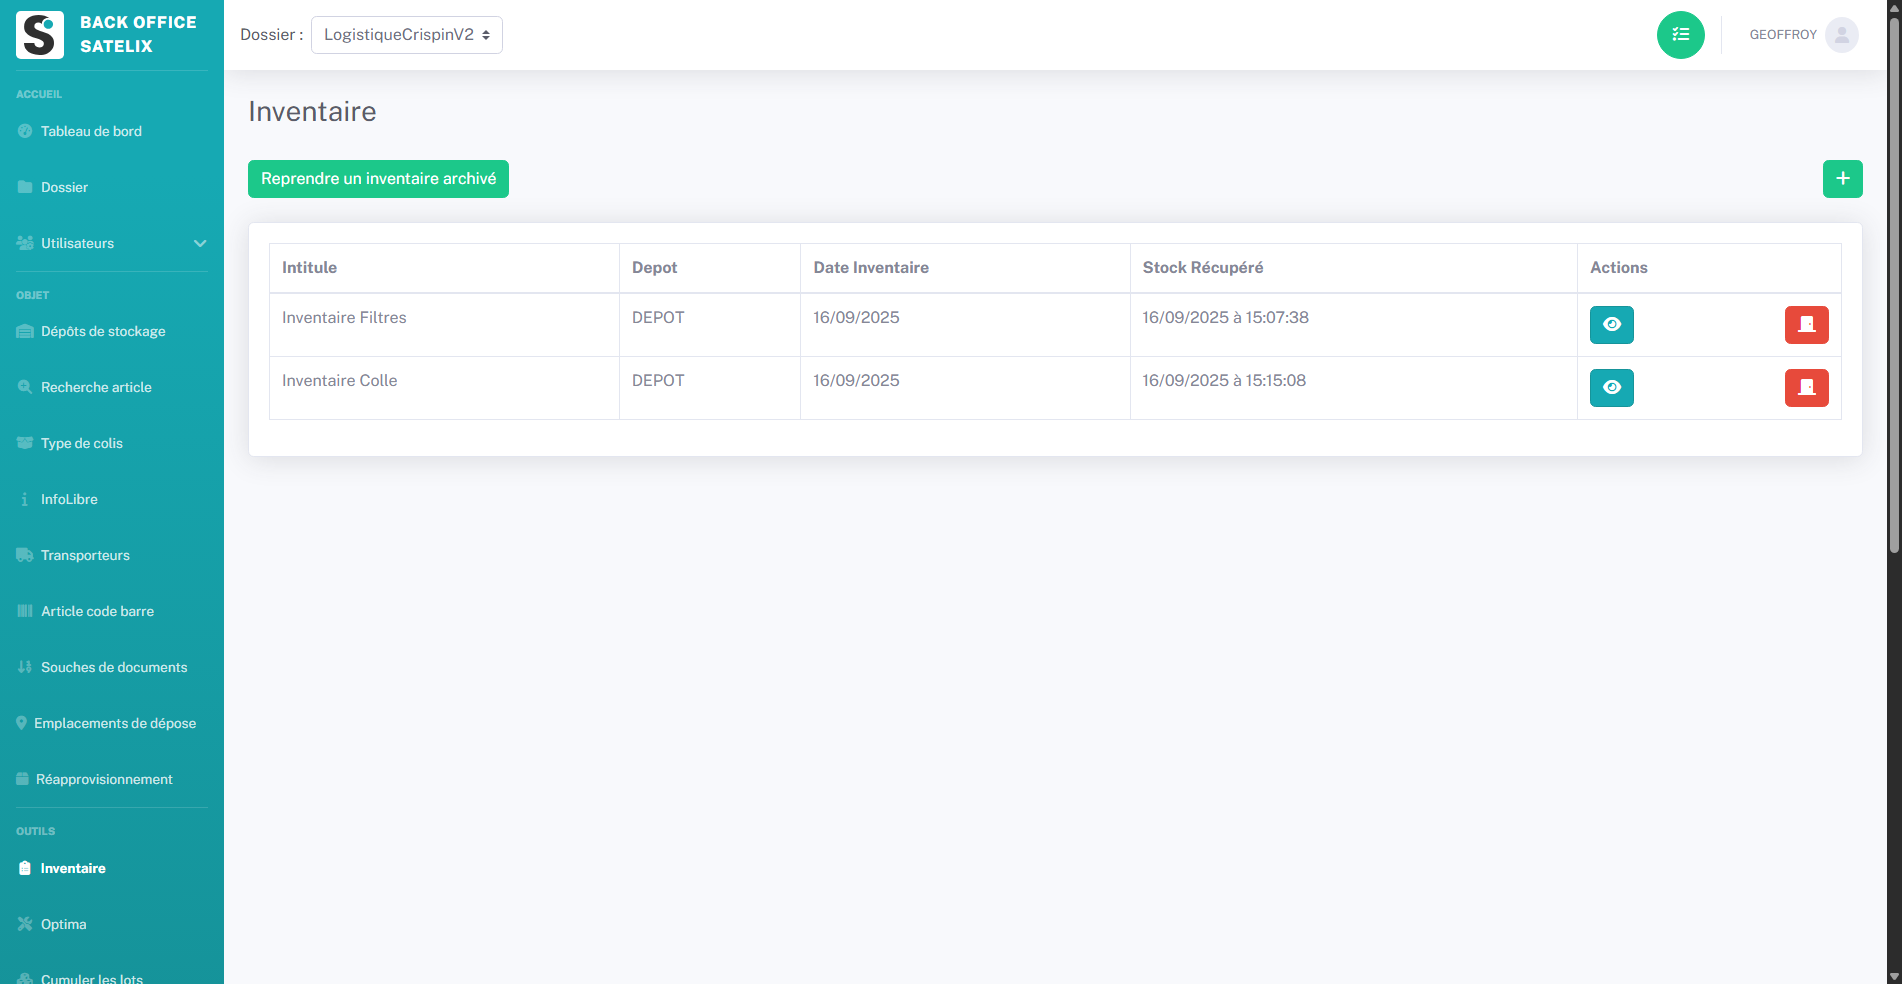 BACK OFFICE
SATELIX
Dossier : LogistiqueCrispinV2
GEOFFROY
ACCUEIL
Tableau de bord
Dossier
Utilisateurs
OBJET
Dépôts de stockage
Recherche article
Type de colis
InfoLibre
Transporteurs
Article code barre
Souches de documents
Emplacements de dépose
Réapprovisionnement
OUTILS
Inventaire
Optima
Cumuler les lots
Inventaire
Reprendre un inventaire archivé
Intitule Depot Date Inventaire Stock Récupéré Actions
Inventaire Filtres DEPOT 16/09/2025 16/09/2025 à 15:07:38
Inventaire Colle DEPOT 16/09/2025 16/09/2025 à 15:15:08